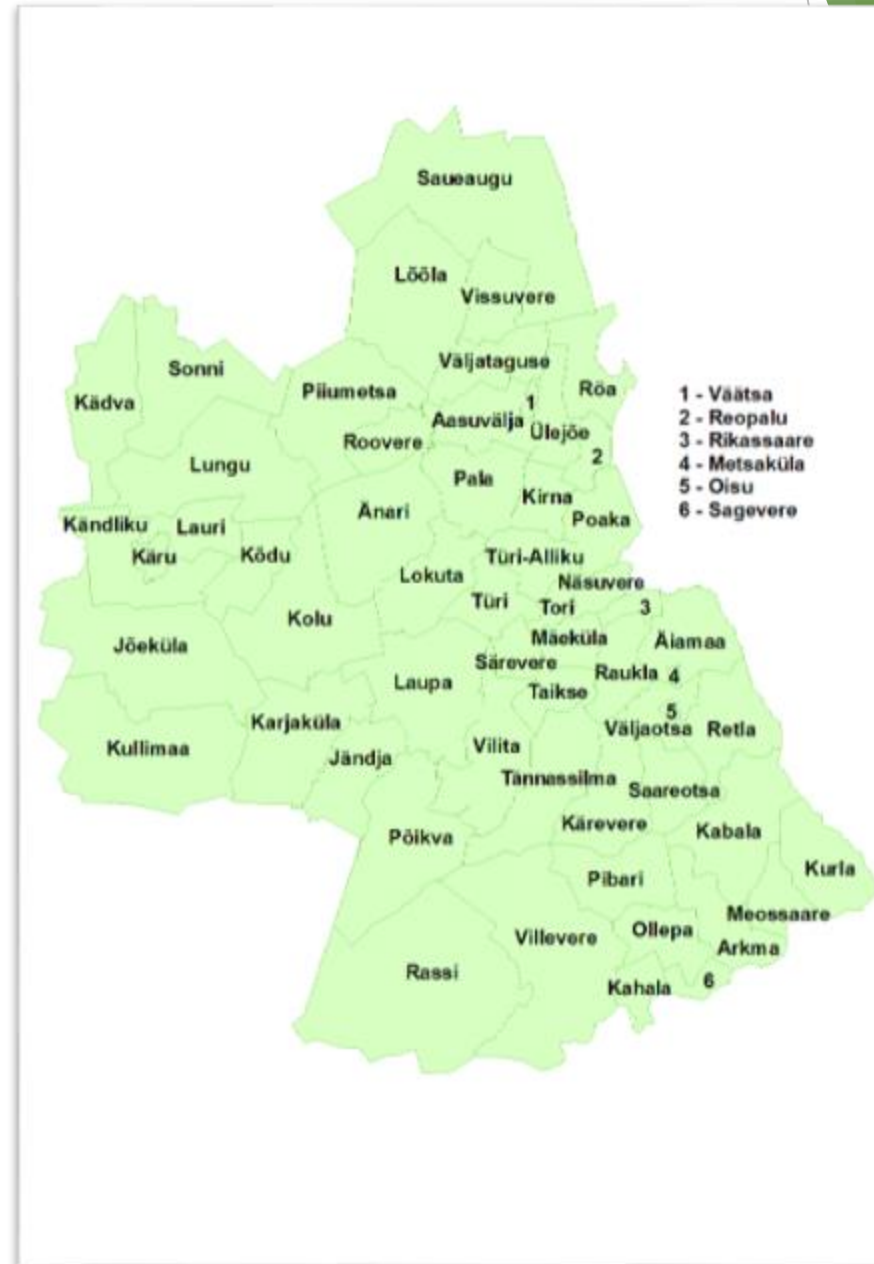 Saueaugu
Lõõla
Vissuvere
Väljataguse
Sonni
Röa
Piiumetsa
Kädva
1
Aasuvälja
Ülejõe
Roovere
2
Lungu
Pala
Kirna
Änari
Poaka
Kändliku
Lauri
Käru
Kõdu
Türi-Alliku
Lokuta
Näsuvere
Türi
Tori
3
Kolu
Mäeküla
Äiamaa
Jõeküla
Särevere
Raukla
4
Laupa
Taikse
5
Karjaküla
Väljaotsa
Retla
Kullimaa
Jändja
Vilita
Tännassilma
Saareotsa
Kärevere
Põikva
Kabala
Kurla
Pibari
Meossaare
Ollepa
Villevere
Arkma
Rassi
Kahala
6
1 - Väätsa
2 - Reopalu
3 - Rikassaare
4 - Metsaküla
5 - Oisu
6 - Sagevere